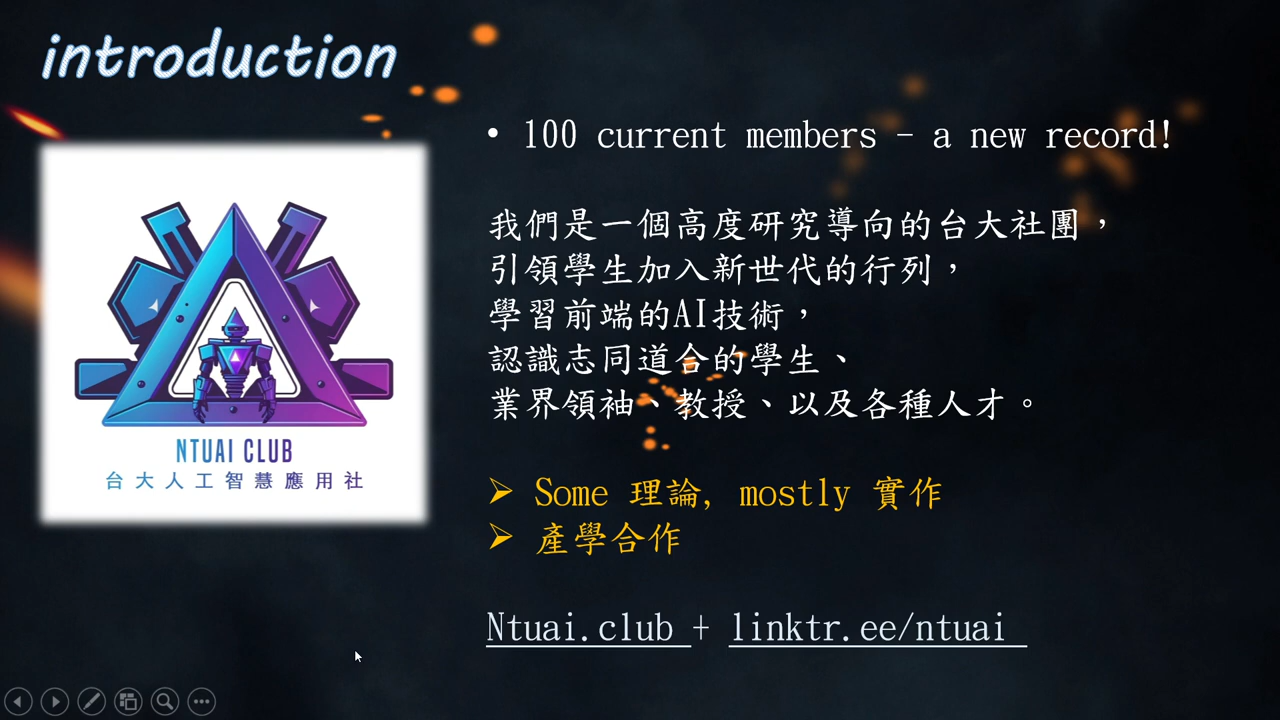 introduction
• 100 current members – a new record!
我們是一個高度研究導向的台大社團，
引領學生加入新世代的行列，
學習前端的AI技術，
認識志同道合的學生、
業界領袖、教授、以及各種人才。
➢ Some 理論, mostly 實作
➢ 產學合作
Ntuai.club + linktr.ee/ntuai
NTUAI CLUB
台大人工智慧應用社